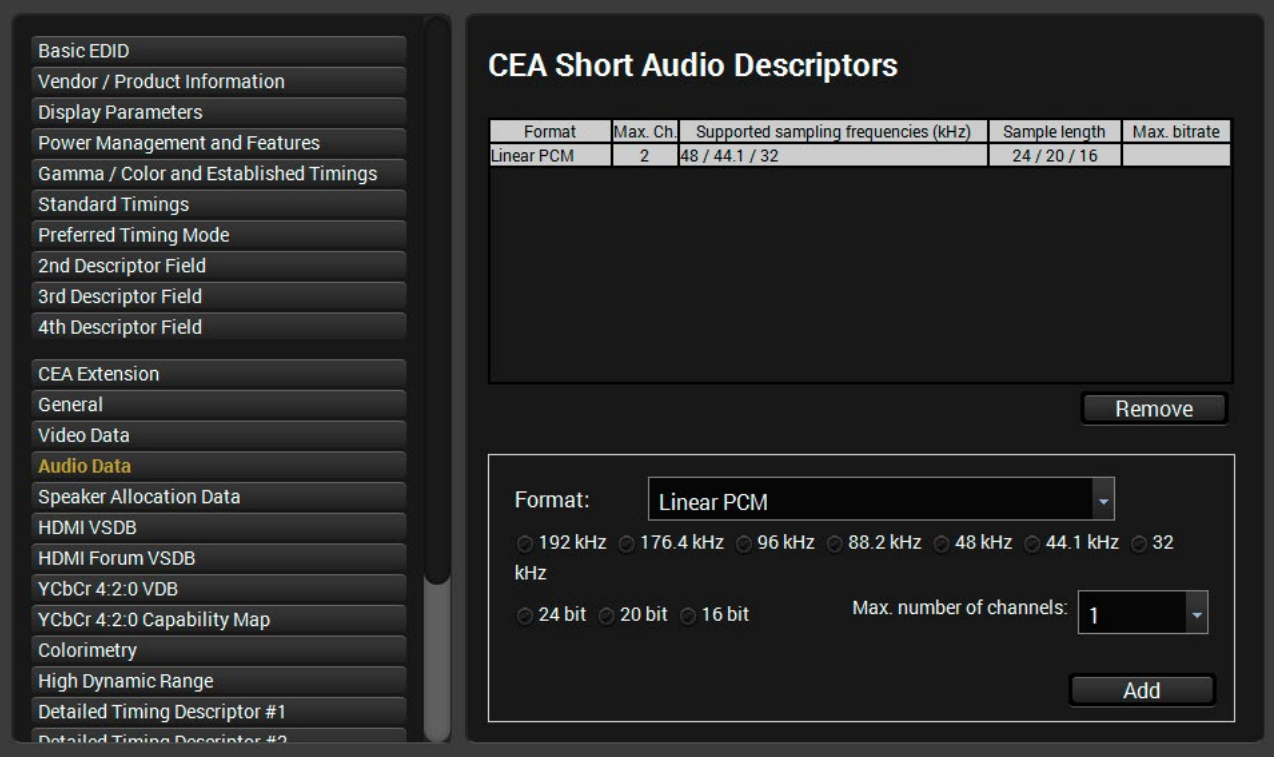 Basic EDID
Vendor / Product Information
Display Parameters
Power Management and Features
Gamma / Color and Established Timings
Standard Timings
Preferred Timing Mode
2nd Descriptor Field
3rd Descriptor Field
4th Descriptor Field
CEA Extension
General
Video Data
Audio Data
Speaker Allocation Data
HDMI VSDB
HDMI Forum VSDB
YCbCr 4:2:0 VDB
YCbCr 4:2:0 Capability Map
Colorimetry
High Dynamic Range
Detailed Timing Descriptor #1
Detailed Timing Descriptor #2
CEA Short Audio Descriptors
Format Max. Ch. Supported sampling frequencies (kHz) Sample length Max. bitrate
Linear PCM 2 48 / 44.1 / 32 24 / 20 / 16
Remove
Format: Linear PCM
192 kHz 176.4 kHz 96 kHz 88.2 kHz 48 kHz 44.1 kHz 32
kHz
24 bit 20 bit 16 bit Max. number of channels: 1
Add